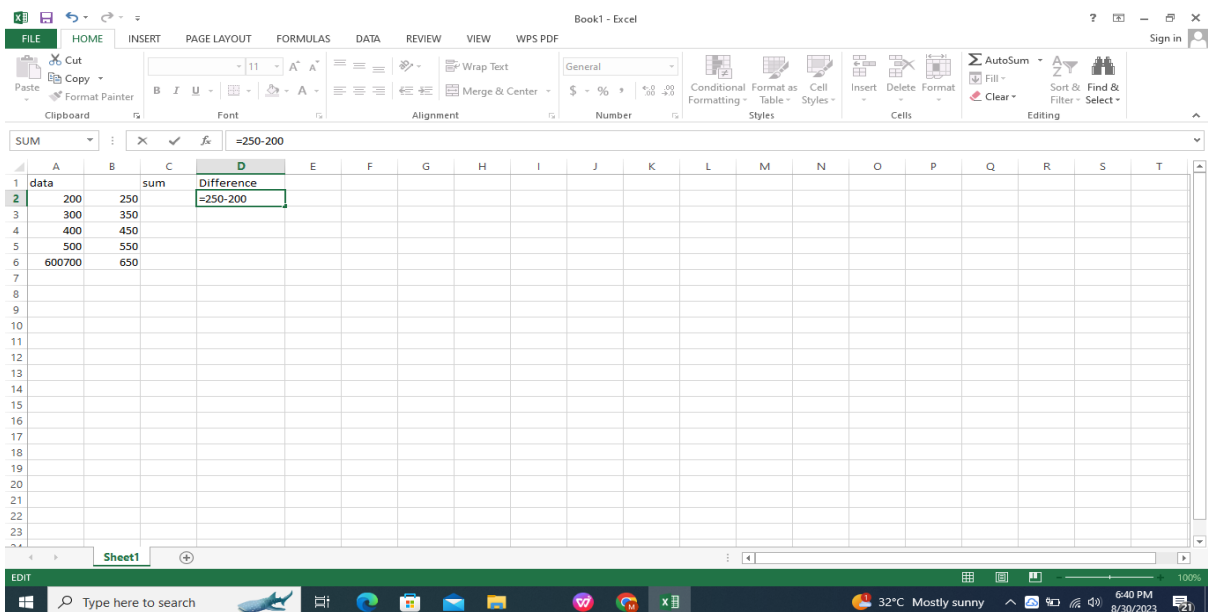 Book1 - Excel
FILE HOME INSERT PAGE LAYOUT FORMULAS DATA REVIEW VIEW WPS PDF Sign in
Cut
Copy
Format Painter
Paste
Clipboard
11
B I U
Font
Wrap Text
Merge & Center
Alignment
General
$ % ,
Number
Conditional Formatting
Format as Table
Cell Styles
Styles
Insert Delete Format
Cells
AutoSum
Fill
Clear
Sort & Filter
Find & Select
Editing
SUM fx =250-200
A B C D E F G H I J K L M N O P Q R S T
1 data sum Difference
2 200 250 =250-200
3 300 350
4 400 450
5 500 550
6 600700 650
7
8
9
10
11
12
13
14
15
16
17
18
19
20
21
22
23
Sheet1
EDIT 100%
Type here to search
32°C Mostly sunny
6:40 PM
8/30/2023
21